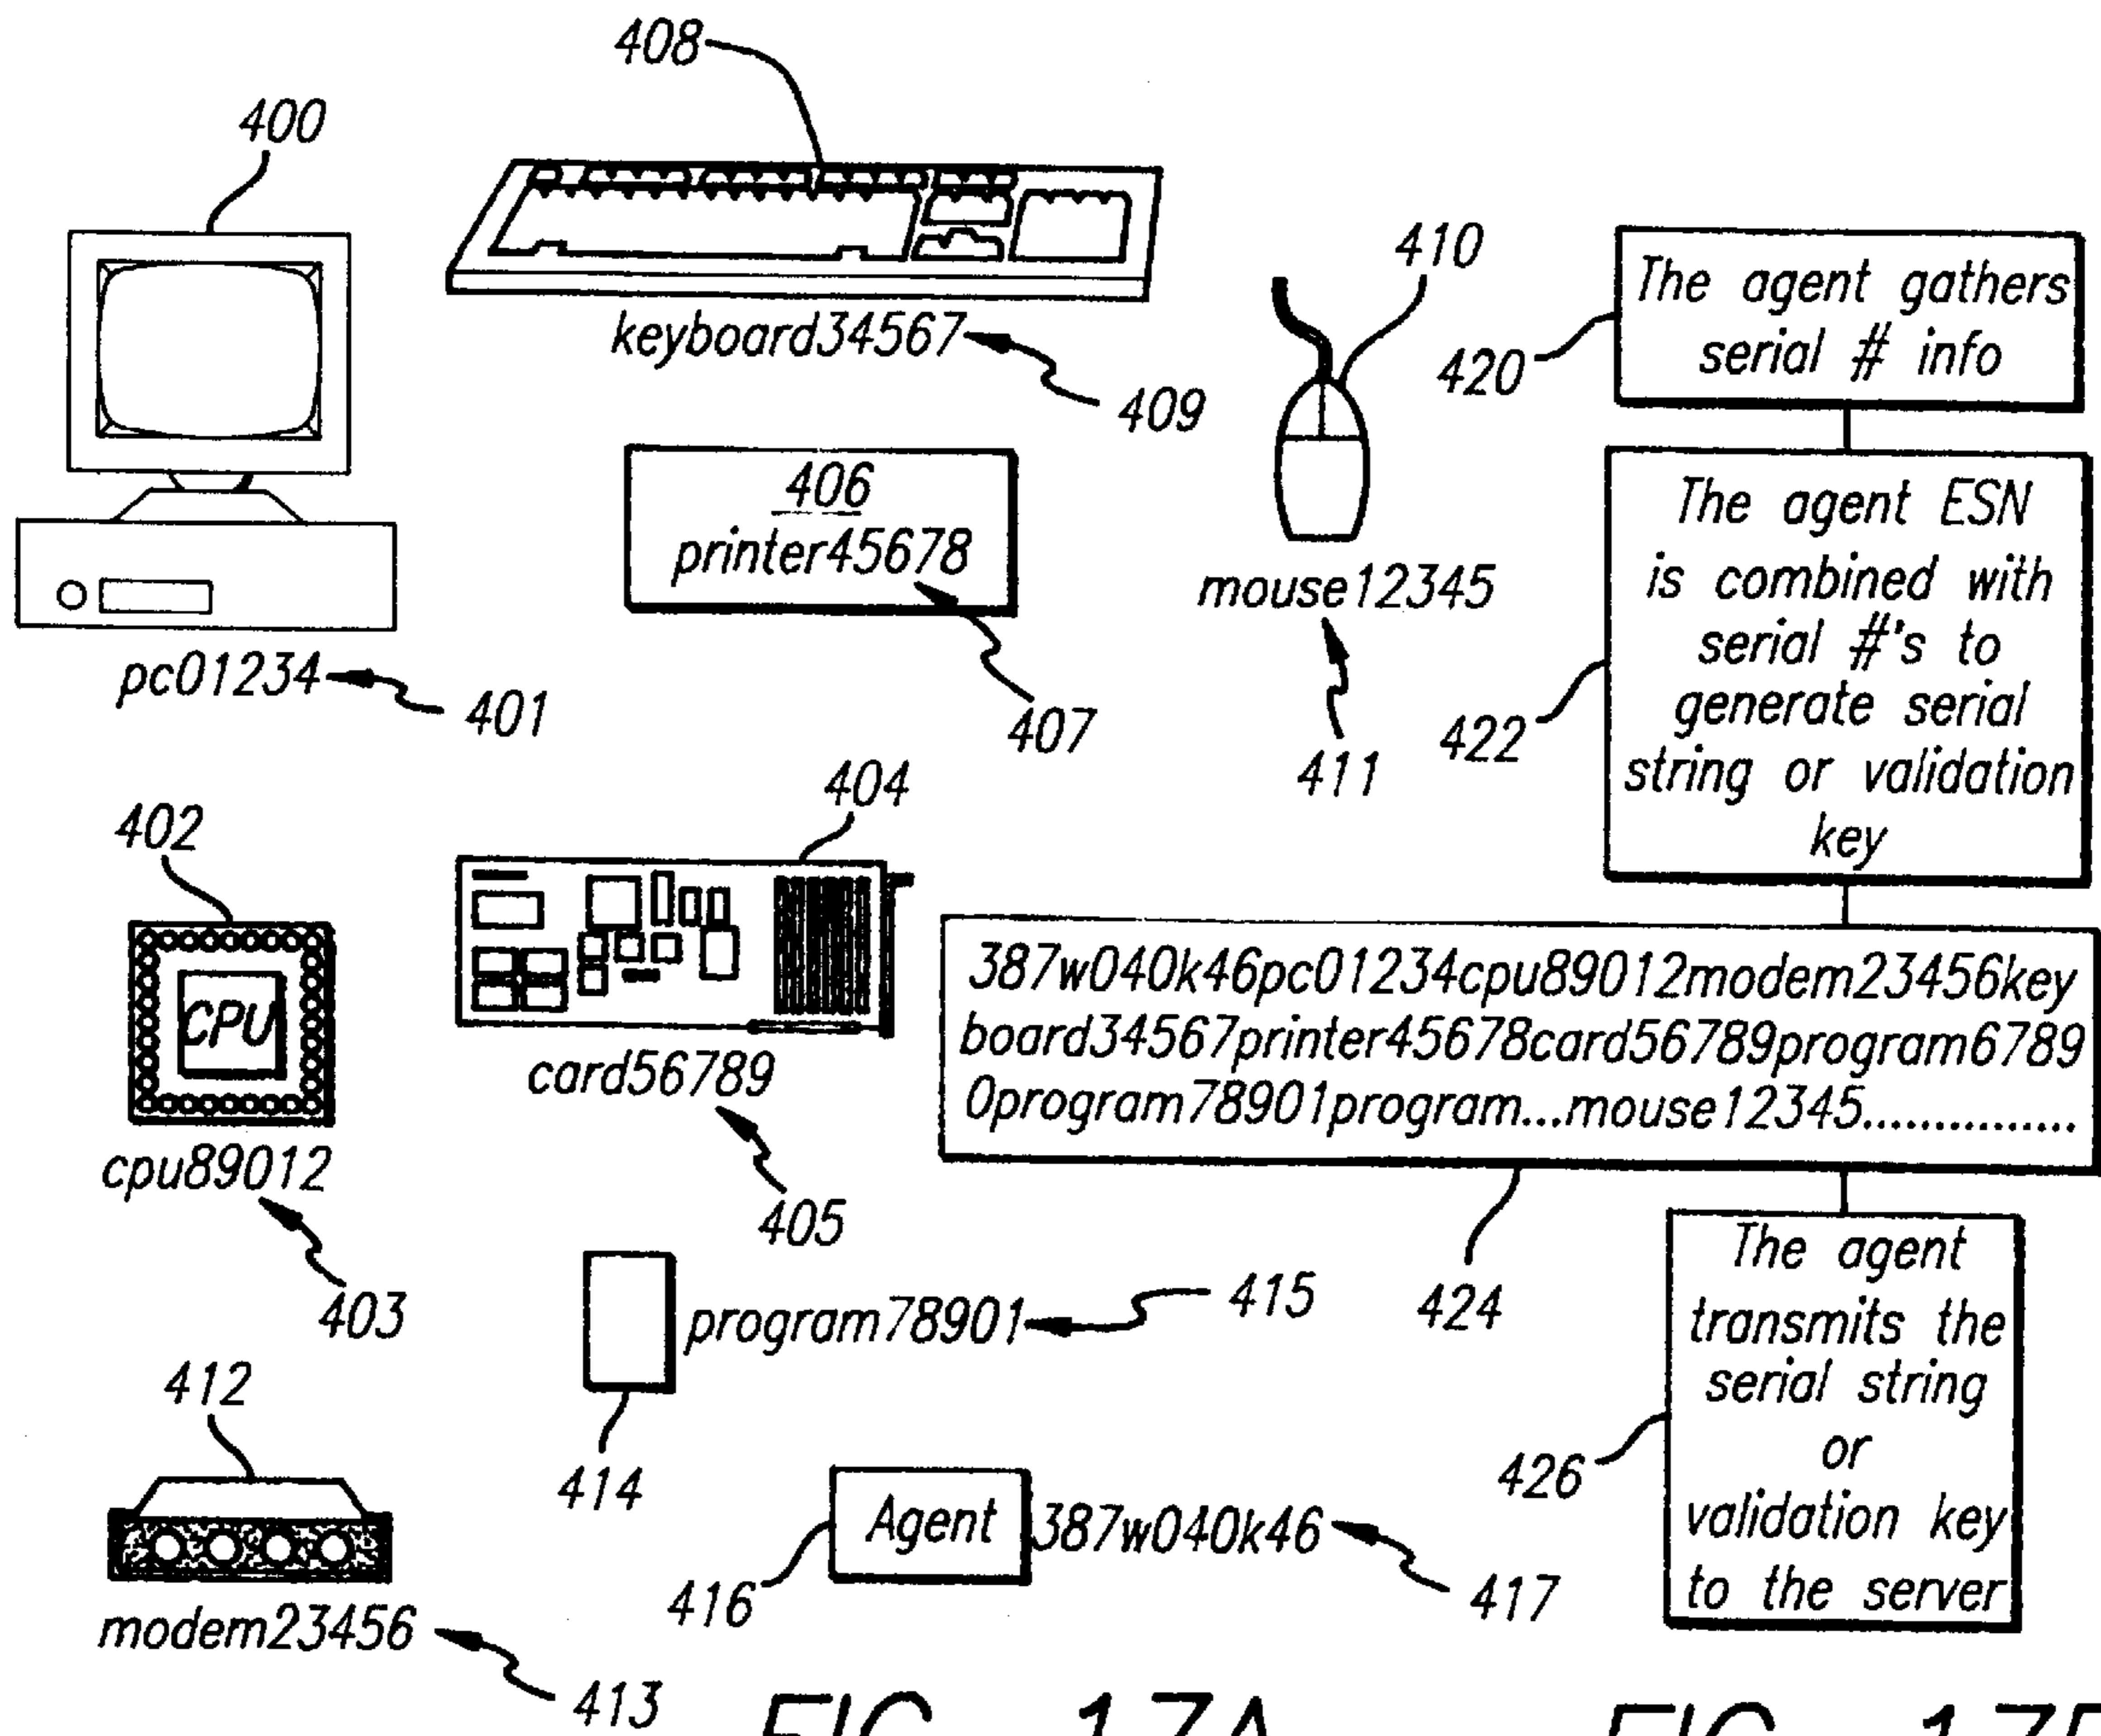 408
400
410
The agent gathers
serial # info
420
keyboard34567
409
406
printer45678
407
The agent ESN
is combined with
serial #'s to
generate serial
string or validation
key
422
mouse12345
411
pc01234
401
404
402
CPU
cpu89012
403
card56789
405
387w040k46pc01234cpu89012modem23456key
board34567printer45678card56789program6789
0program78901program...mouse12345...............
424
program78901
415
414
The agent
transmits the
serial string
or
validation key
to the server
426
412
modem23456
413
Agent
387w040k46
416
417
FIG. 17A